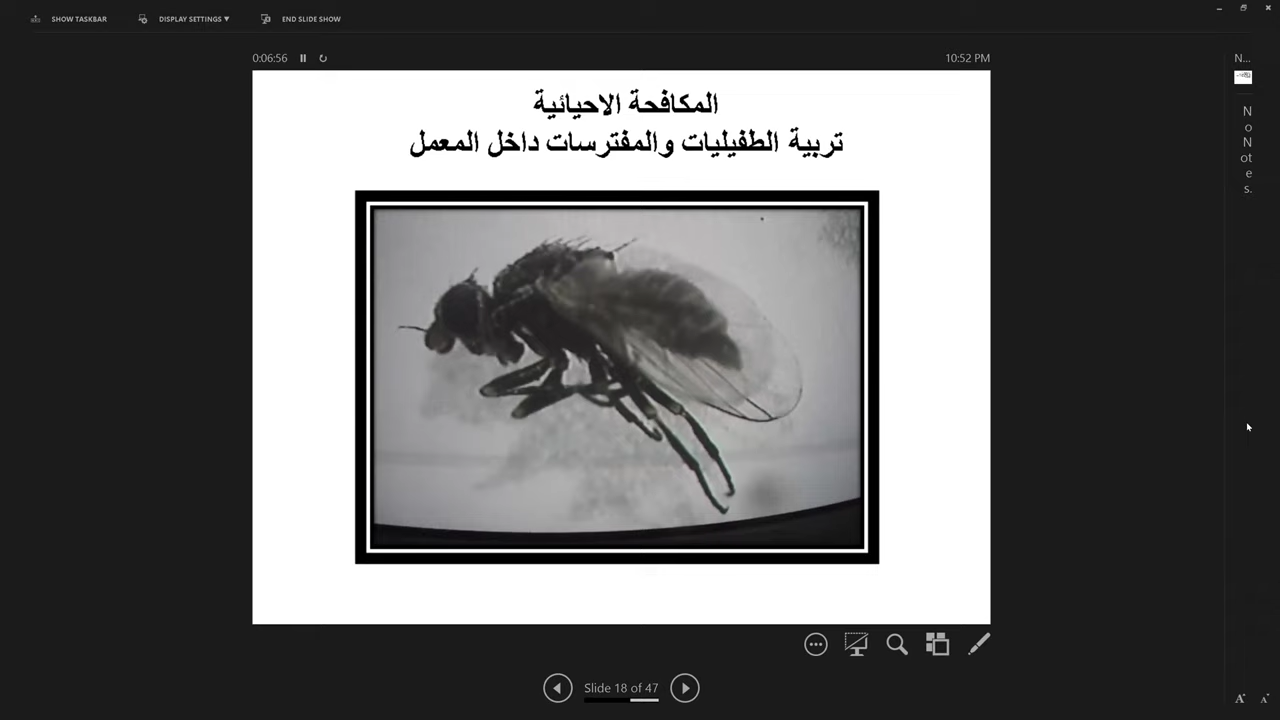 SHOW TASKBAR
DISPLAY SETTINGS ▼
END SLIDE SHOW
0:06:56
10:52 PM
N...
المكافحة الاحيائية
تربية الطفيليات والمفترسات داخل المعمل
N
o
N
ot
e
s.
Slide 18 of 47
A
A